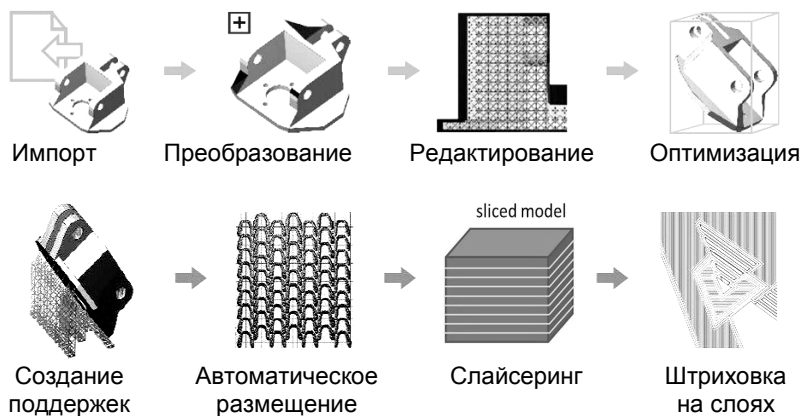 Импорт
Преобразование
Редактирование
Оптимизация
sliced model
Создание
поддержек
Автоматическое
размещение
Слайсеринг
Штриховка
на слоях